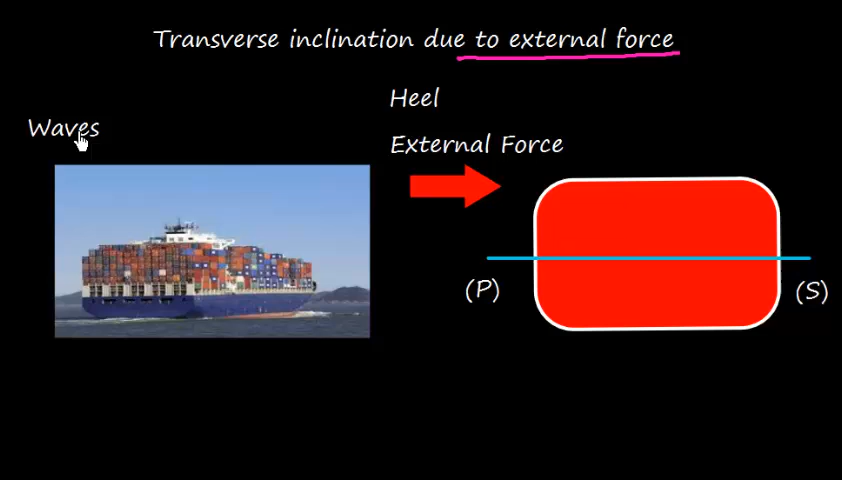 Transverse inclination due to external force
Heel
Waves
External Force
(P)
(S)